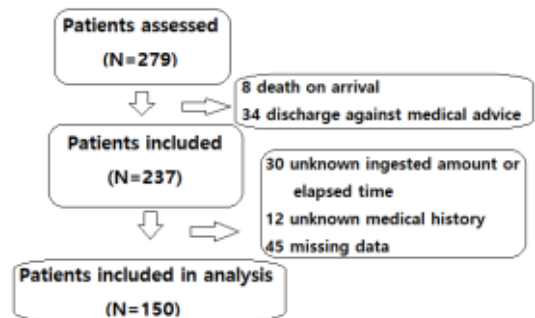 Patients assessed
(N=279)
8 death on arrival
34 discharge against medical advice
Patients included
(N=237)
30 unknown ingested amount or
elapsed time
12 unknown medical history
45 missing data
Patients included in analysis
(N=150)